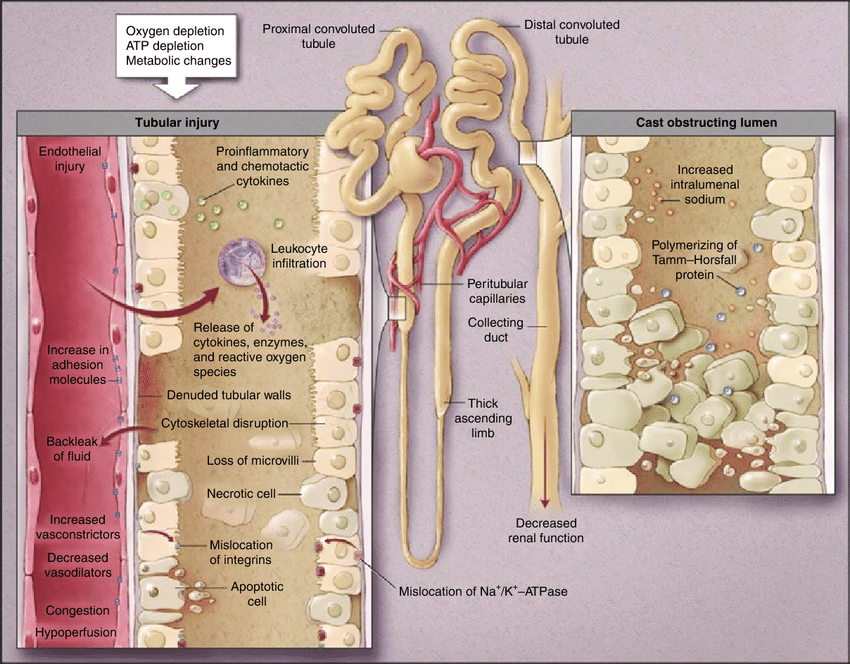 Oxygen depletion
ATP depletion
Metabolic changes
Proximal convoluted
tubule
Distal convoluted
tubule
Tubular injury
Endothelial
injury
Proinflammatory
and chemotactic
cytokines
Leukocyte
infiltration
Release of
cytokines, enzymes,
and reactive oxygen
species
Increase in
adhesion
molecules
Denuded tubular walls
Cytoskeletal disruption
Backleak
of fluid
Loss of microvilli
Necrotic cell
Increased
vasconstrictors
Mislocation
of integrins
Decreased
vasodilators
Apoptotic
cell
Congestion
Hypoperfusion
Mislocation of Na⁺/K⁺–ATPase
Peritubular
capillaries
Collecting
duct
Thick
ascending
limb
Decreased
renal function
Cast obstructing lumen
Increased
intralumenal
sodium
Polymerizing of
Tamm–Horsfall
protein